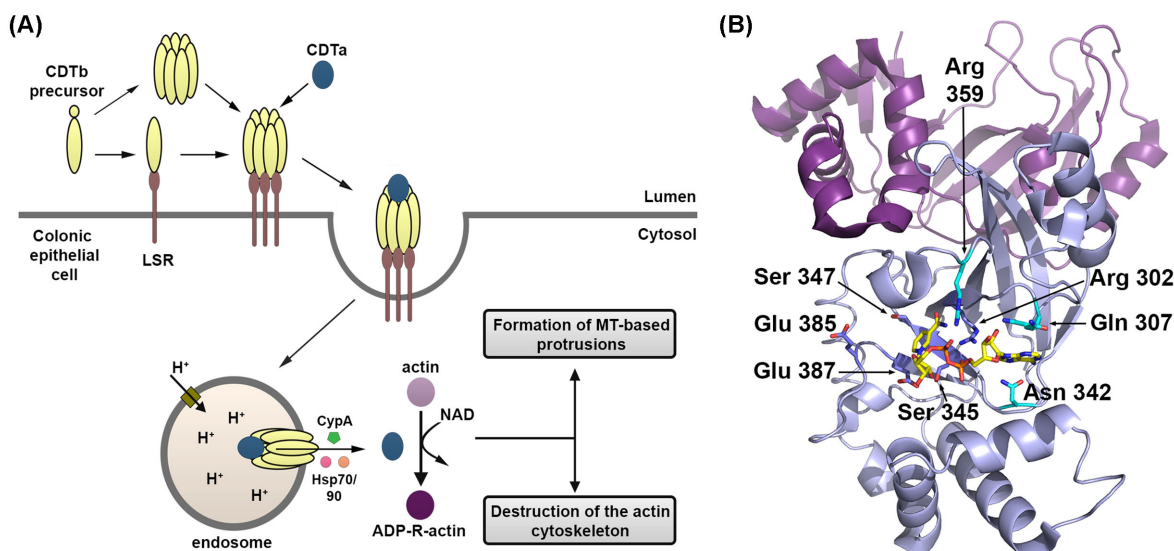 (A)
CDTb
precursor
CDTa
Lumen
Cytosol
Colonic
epithelial
cell
LSR
H⁺
H⁺
H⁺
H⁺
H⁺
endosome
CypA
Hsp70/
90
actin
NAD
ADP-R-actin
Formation of MT-based
protrusions
Destruction of the actin
cytoskeleton
(B)
Arg
359
Ser 347
Arg 302
Glu 385
Gln 307
Glu 387
Asn 342
Ser 345